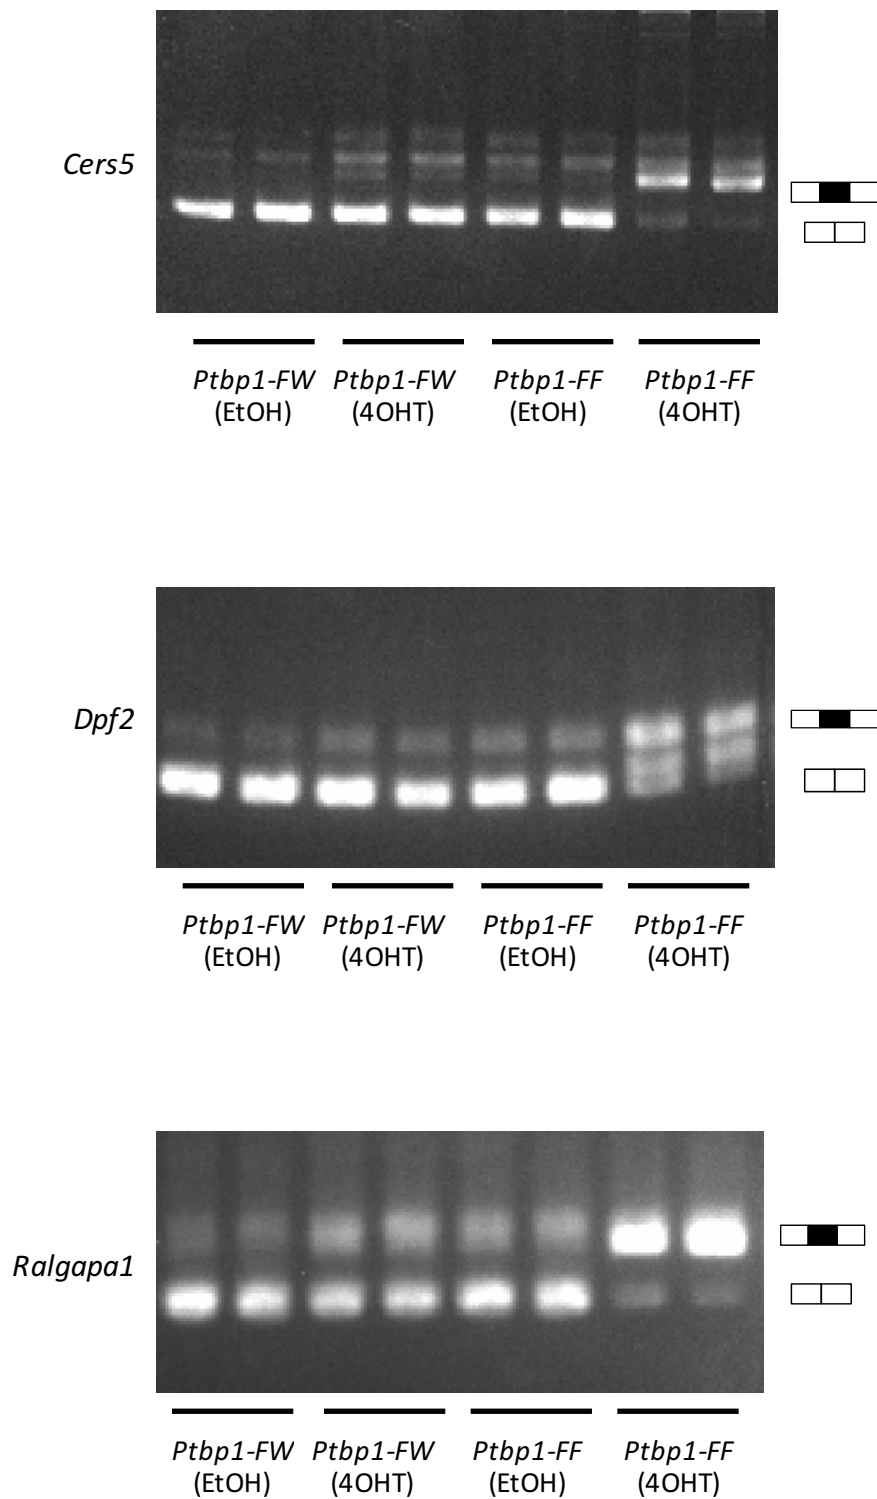 Cers5
Ptbp1-FW Ptbp1-FW Ptbp1-FF Ptbp1-FF
(EtOH) (4OHT) (EtOH) (4OHT)
Dpf2
Ptbp1-FW Ptbp1-FW Ptbp1-FF Ptbp1-FF
(EtOH) (4OHT) (EtOH) (4OHT)
Ralgapa1
Ptbp1-FW Ptbp1-FW Ptbp1-FF Ptbp1-FF
(EtOH) (4OHT) (EtOH) (4OHT)